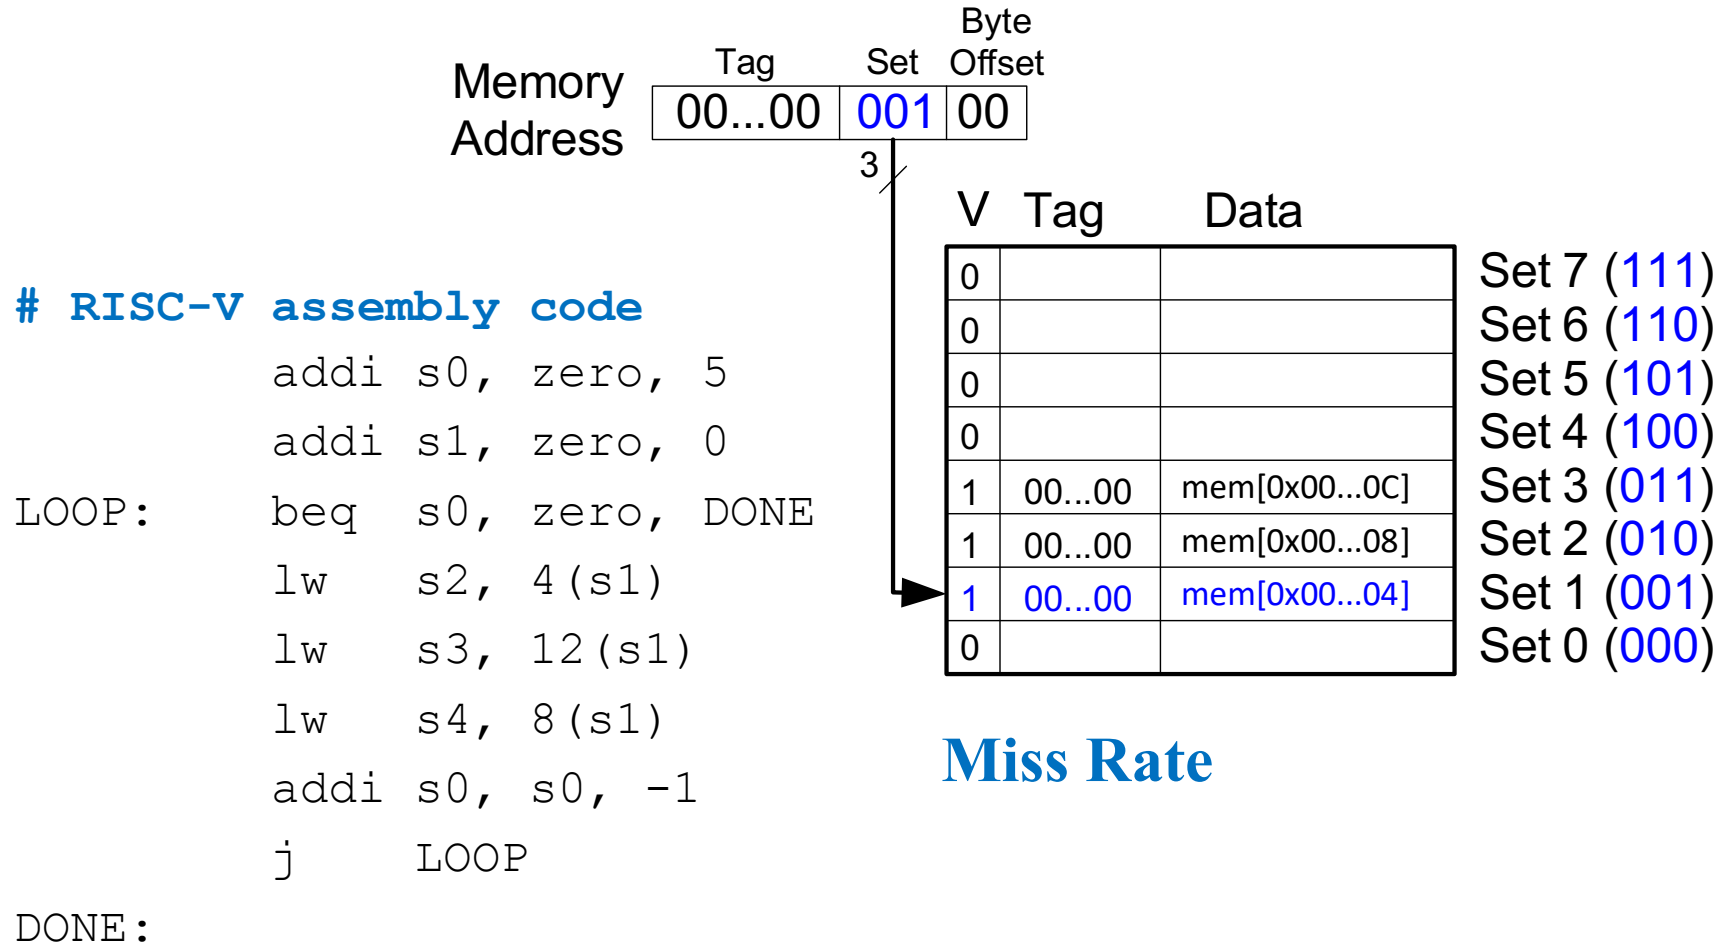 Byte
Tag Set Offset
Memory Address
00...00 001 00
3
V Tag Data
0 Set 7 (111)
0 Set 6 (110)
0 Set 5 (101)
0 Set 4 (100)
1 00...00 mem[0x00...0C] Set 3 (011)
1 00...00 mem[0x00...08] Set 2 (010)
1 00...00 mem[0x00...04] Set 1 (001)
0 Set 0 (000)
# RISC-V assembly code
addi s0, zero, 5
addi s1, zero, 0
LOOP: beq s0, zero, DONE
lw s2, 4(s1)
lw s3, 12(s1)
lw s4, 8(s1)
addi s0, s0, -1
j LOOP
DONE:
Miss Rate